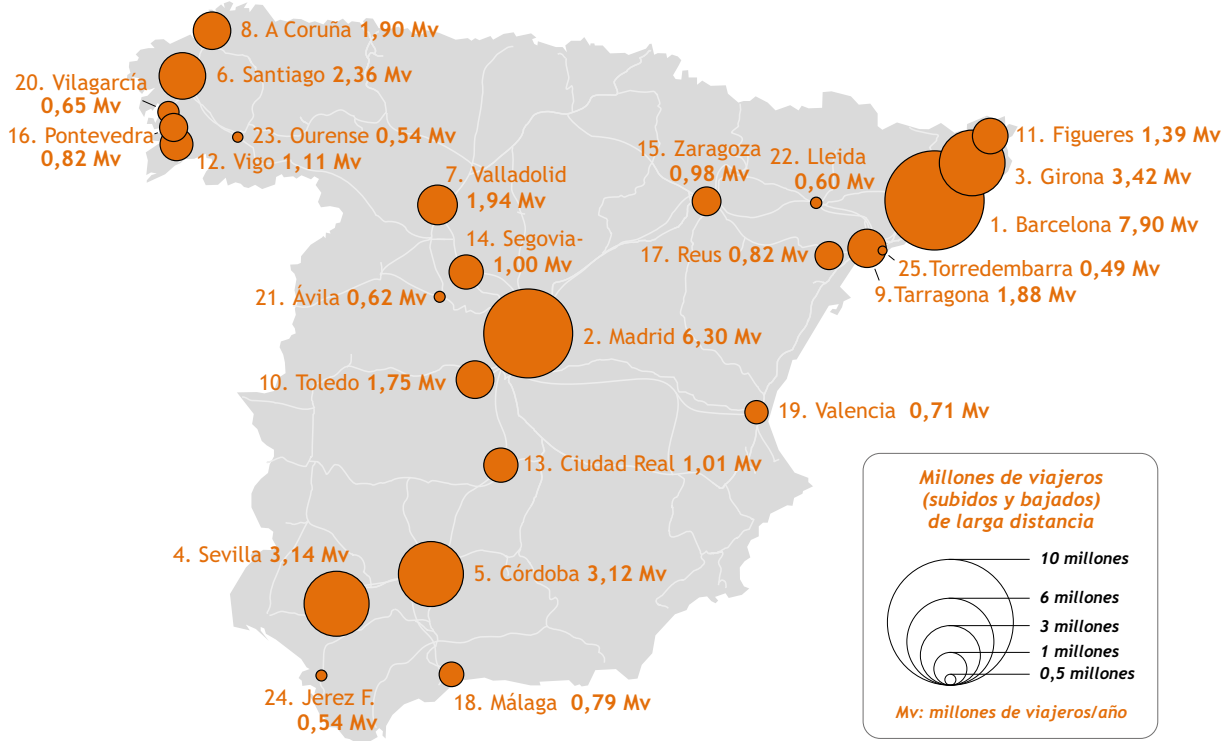 8. A Coruña 1,90 Mv
6. Santiago 2,36 Mv
20. Vilagarcía
0,65 Mv
16. Pontevedra
0,82 Mv
23. Ourense 0,54 Mv
12. Vigo 1,11 Mv
7. Valladolid
1,94 Mv
14. Segovia-
1,00 Mv
21. Ávila 0,62 Mv
15. Zaragoza
0,98 Mv
22. Lleida
0,60 Mv
11. Figueres 1,39 Mv
3. Girona 3,42 Mv
1. Barcelona 7,90 Mv
17. Reus 0,82 Mv
25.Torredembarra 0,49 Mv
9.Tarragona 1,88 Mv
2. Madrid 6,30 Mv
10. Toledo 1,75 Mv
19. Valencia 0,71 Mv
13. Ciudad Real 1,01 Mv
4. Sevilla 3,14 Mv
5. Córdoba 3,12 Mv
24. Jerez F.
0,54 Mv
18. Málaga 0,79 Mv
Millones de viajeros
(subidos y bajados)
de larga distancia
10 millones
6 millones
3 millones
1 millones
0,5 millones
Mv: millones de viajeros/año